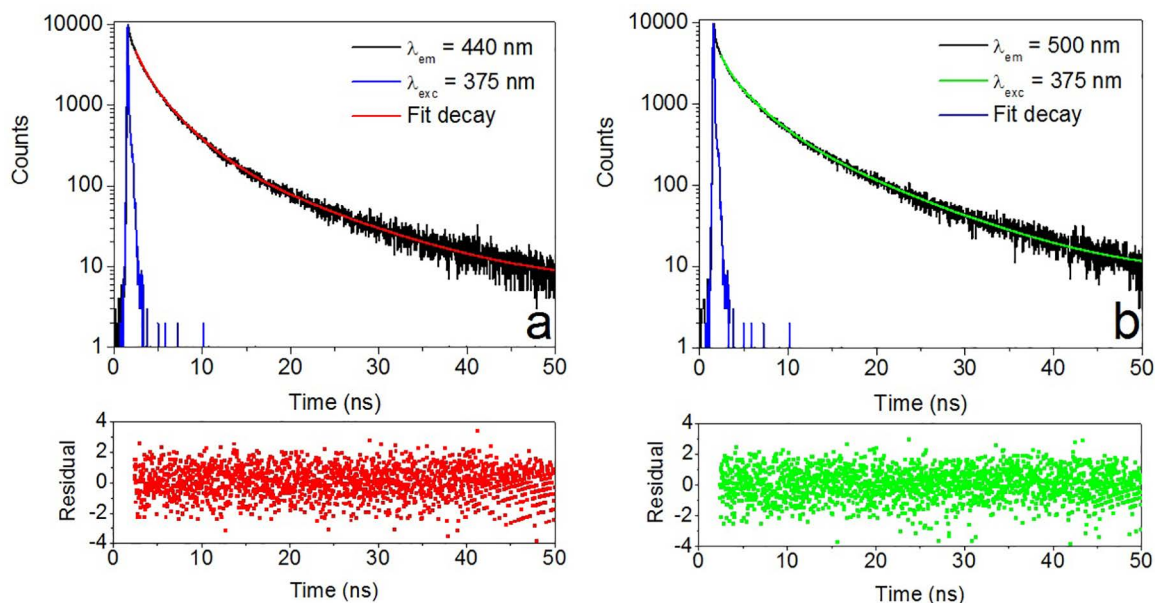 10000
1000
100
10
1
Counts
λem = 440 nm
λexc = 375 nm
Fit decay
a
0 10 20 30 40 50
Time (ns)
4
2
0
-2
-4
Residual
0 10 20 30 40 50
Time (ns)
10000
1000
100
10
1
Counts
λem = 500 nm
λexc = 375 nm
Fit decay
b
0 10 20 30 40 50
Time (ns)
4
2
0
-2
-4
Residual
0 10 20 30 40 50
Time (ns)